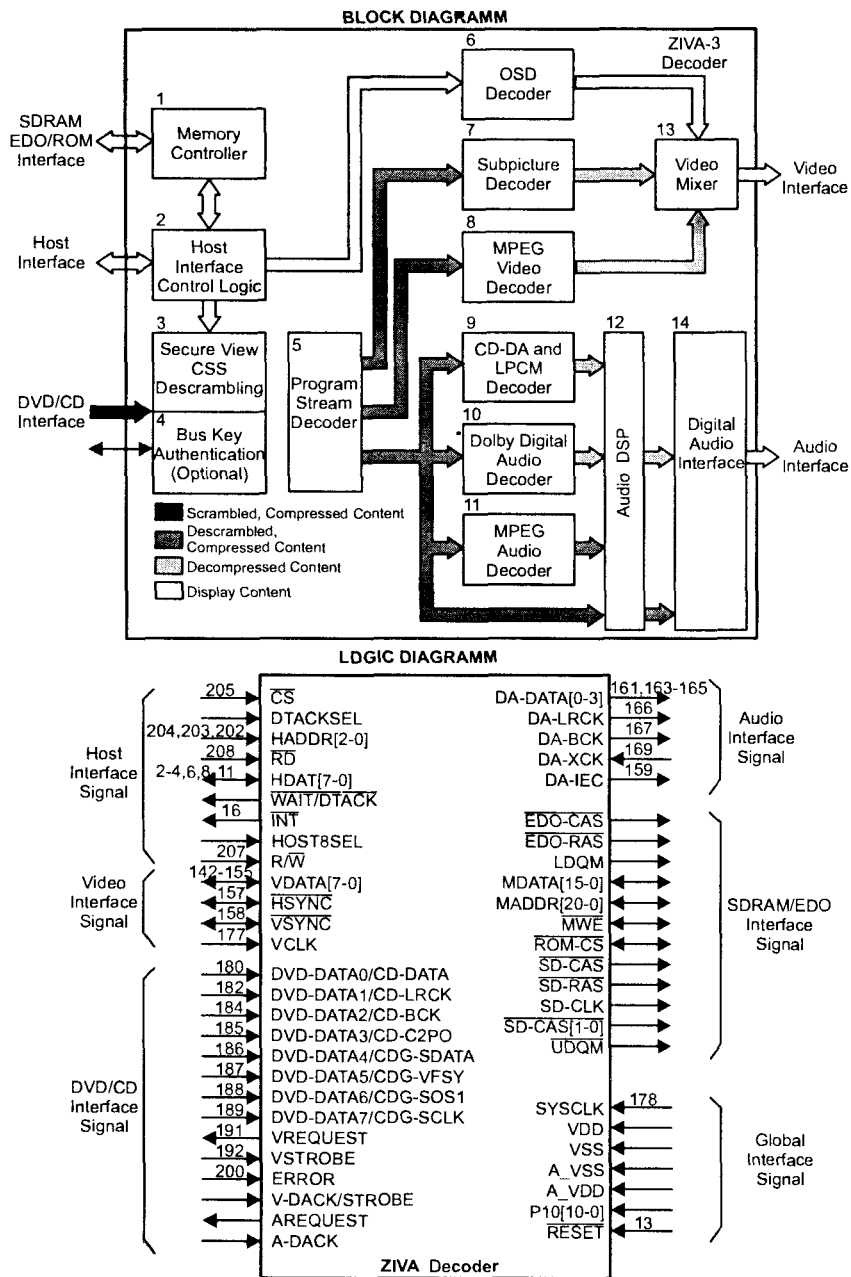 BLOCK DIAGRAMM
ZIVA-3
Decoder
SDRAM
EDO/ROM
Interface
1
Memory
Controller
6
OSD
Decoder
7
Subpicture
Decoder
13
Video
Mixer
Video
Interface
Host
Interface
2
Host
Interface
Control Logic
8
MPEG
Video
Decoder
3
Secure View
CSS
Descrambling
5
Program
Stream
Decoder
9
CD-DA and
LPCM
Decoder
12
Audio DSP
14
Digital
Audio
Interface
DVD/CD
Interface
4
Bus Key
Authentication
(Optional)
10
Dolby Digital
Audio
Decoder
Audio
Interface
11
MPEG
Audio
Decoder
Scrambled, Compressed Content
Descrambled,
Compressed Content
Decompressed Content
Display Content
LDGIC DIAGRAMM
Host
Interface
Signal
205 CS
DTACKSEL
204,203,202 HADDR[2-0]
208 RD
2-4,6,8, 11 HDAT[7-0]
WAIT/DTACK
16 INT
HOST8SEL
207 R/W
Video
Interface
Signal
142-155 VDATA[7-0]
157 HSYNC
158 VSYNC
177 VCLK
DVD/CD
Interface
Signal
180 DVD-DATA0/CD-DATA
182 DVD-DATA1/CD-LRCK
184 DVD-DATA2/CD-BCK
185 DVD-DATA3/CD-C2PO
186 DVD-DATA4/CDG-SDATA
187 DVD-DATA5/CDG-VFSY
188 DVD-DATA6/CDG-SOS1
189 DVD-DATA7/CDG-SCLK
191 VREQUEST
192 VSTROBE
200 ERROR
V-DACK/STROBE
AREQUEST
A-DACK
DA-DATA[0-3] 161,163-165
DA-LRCK 166
DA-BCK 167
DA-XCK 169
DA-IEC 159
Audio
Interface
Signal
EDO-CAS
EDO-RAS
LDQM
MDATA[15-0]
MADDR[20-0]
MWE
ROM-CS
SD-CAS
SD-RAS
SD-CLK
SD-CAS[1-0]
UDQM
SDRAM/EDO
Interface
Signal
SYSCLK 178
VDD
VSS
A_VSS
A_VDD
P10[10-0]
RESET 13
Global
Interface
Signal
ZIVA Decoder